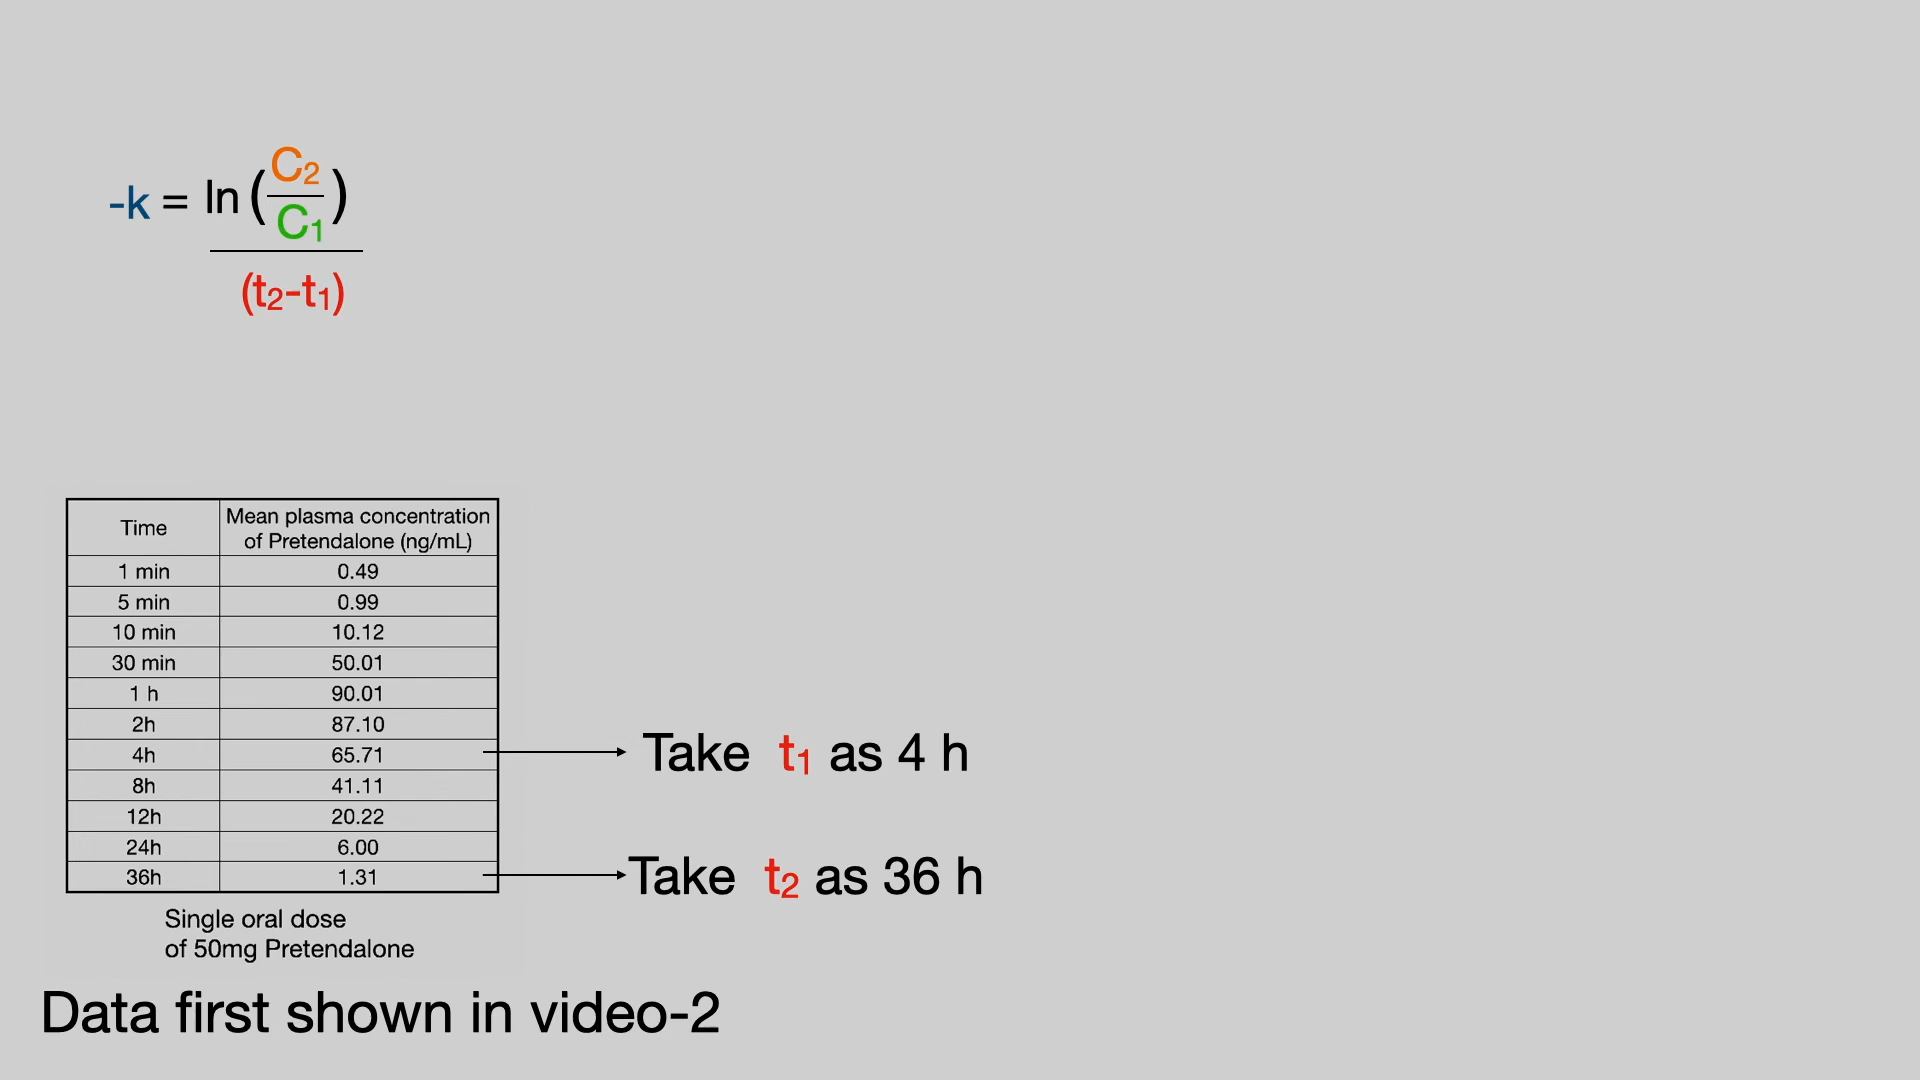 -k = ln (C₂/C₁)
(t₂-t₁)
Time Mean plasma concentration of Pretendalone (ng/mL)
1 min 0.49
5 min 0.99
10 min 10.12
30 min 50.01
1 h 90.01
2h 87.10
4h 65.71
8h 41.11
12h 20.22
24h 6.00
36h 1.31
Take t₁ as 4 h
Take t₂ as 36 h
Single oral dose
of 50mg Pretendalone
Data first shown in video-2